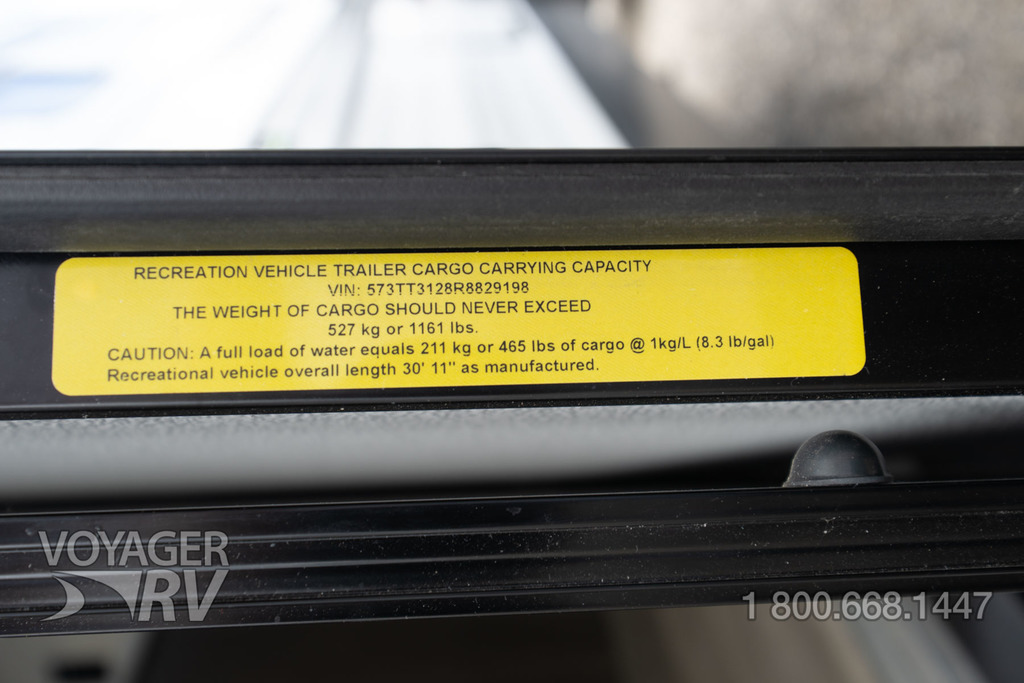 RECREATION VEHICLE TRAILER CARGO CARRYING CAPACITY
VIN: 573TT3128R8829198
THE WEIGHT OF CARGO SHOULD NEVER EXCEED
527 kg or 1161 lbs.
CAUTION: A full load of water equals 211 kg or 465 lbs of cargo @ 1kg/L (8.3 lb/gal)
Recreational vehicle overall length 30' 11" as manufactured.
VOYAGER
RV
1 800.668.1447